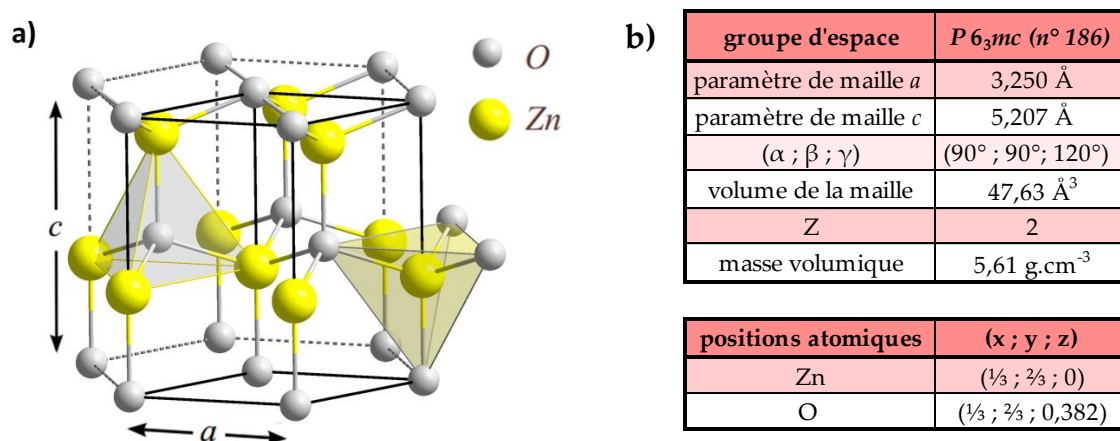 a)
O
Zn
c
a
b)
groupe d'espace P 6₃mc (n° 186)
paramètre de maille a 3,250 Å
paramètre de maille c 5,207 Å
(α ; β ; γ) (90° ; 90°; 120°)
volume de la maille 47,63 Å³
Z 2
masse volumique 5,61 g.cm⁻³
positions atomiques (x ; y ; z)
Zn (⅓ ; ⅔ ; 0)
O (⅓ ; ⅔ ; 0,382)